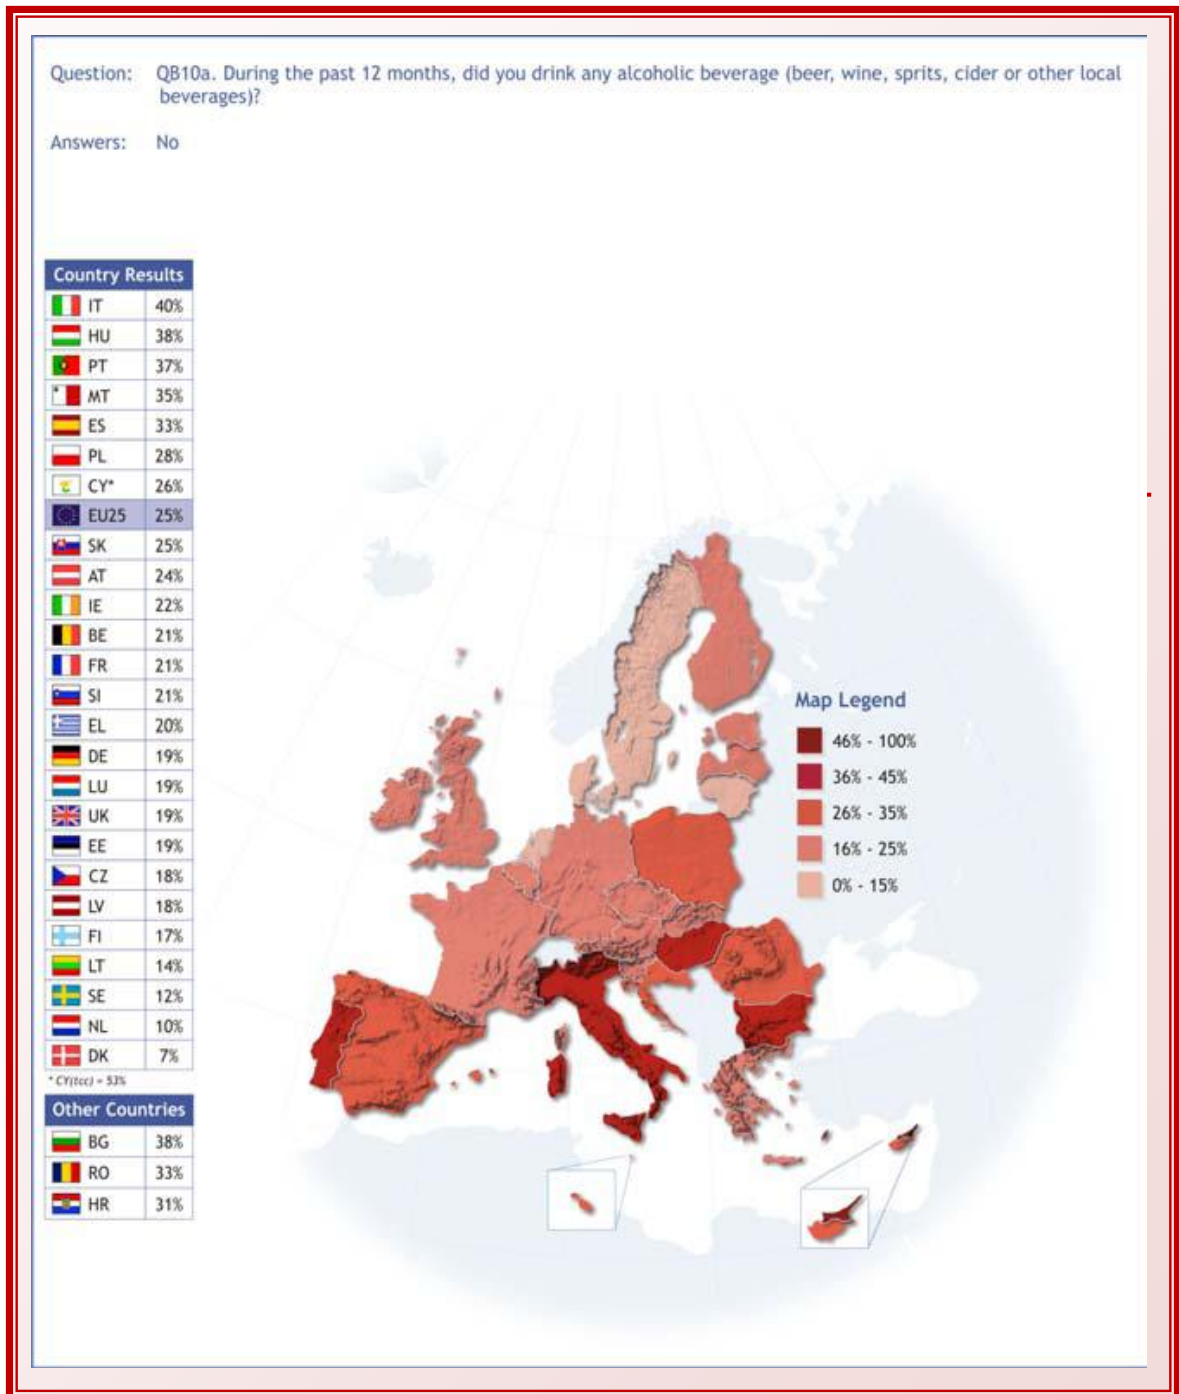 Question: QB10a. During the past 12 months, did you drink any alcoholic beverage (beer, wine, sprits, cider or other local
beverages)?
Answers: No
Country Results
IT 40%
HU 38%
PT 37%
MT 35%
ES 33%
PL 28%
CY* 26%
EU25 25%
SK 25%
AT 24%
IE 22%
BE 21%
FR 21%
SI 21%
EL 20%
DE 19%
LU 19%
UK 19%
EE 19%
CZ 18%
LV 18%
FI 17%
LT 14%
SE 12%
NL 10%
DK 7%
* CY(tcc) = 53%
Other Countries
BG 38%
RO 33%
HR 31%
Map Legend
46% - 100%
36% - 45%
26% - 35%
16% - 25%
0% - 15%